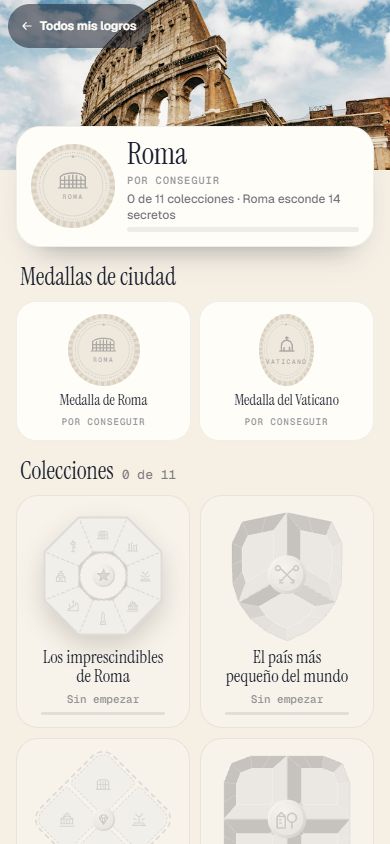 ← Todos mis logros
Roma
ROMA
POR CONSEGUIR
0 de 11 colecciones · Roma esconde 14
secretos
Medallas de ciudad
ROMA
VATICANO
Medalla de Roma
Medalla del Vaticano
POR CONSEGUIR
POR CONSEGUIR
Colecciones 0 de 11
Los imprescindibles
de Roma
Sin empezar
El país más
pequeño del mundo
Sin empezar